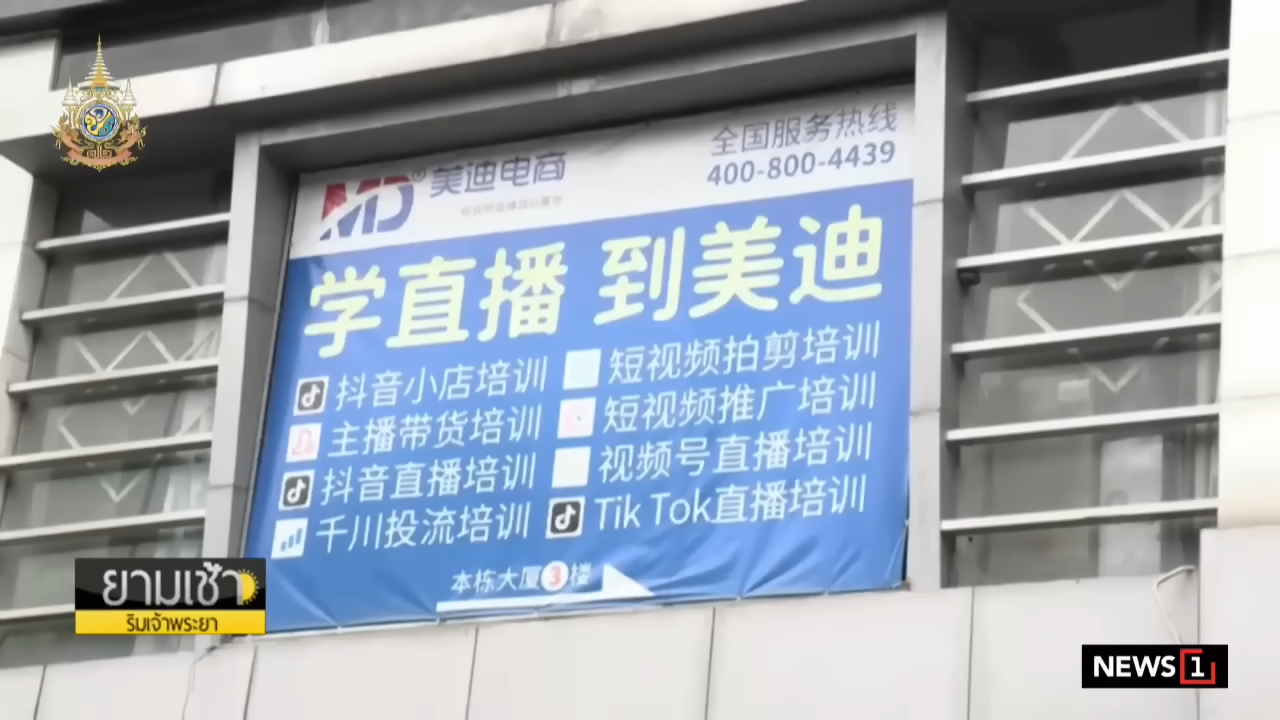 全国服务热线
MD® 美迪电商
400-800-4439
学直播 到美迪
抖音小店培训
短视频拍剪培训
主播带货培训
短视频推广培训
抖音直播培训
视频号直播培训
千川投流培训
Tik Tok直播培训
本栋大厦3楼
ยามเช้า
ริมเจ้าพระยา
NEWS 1